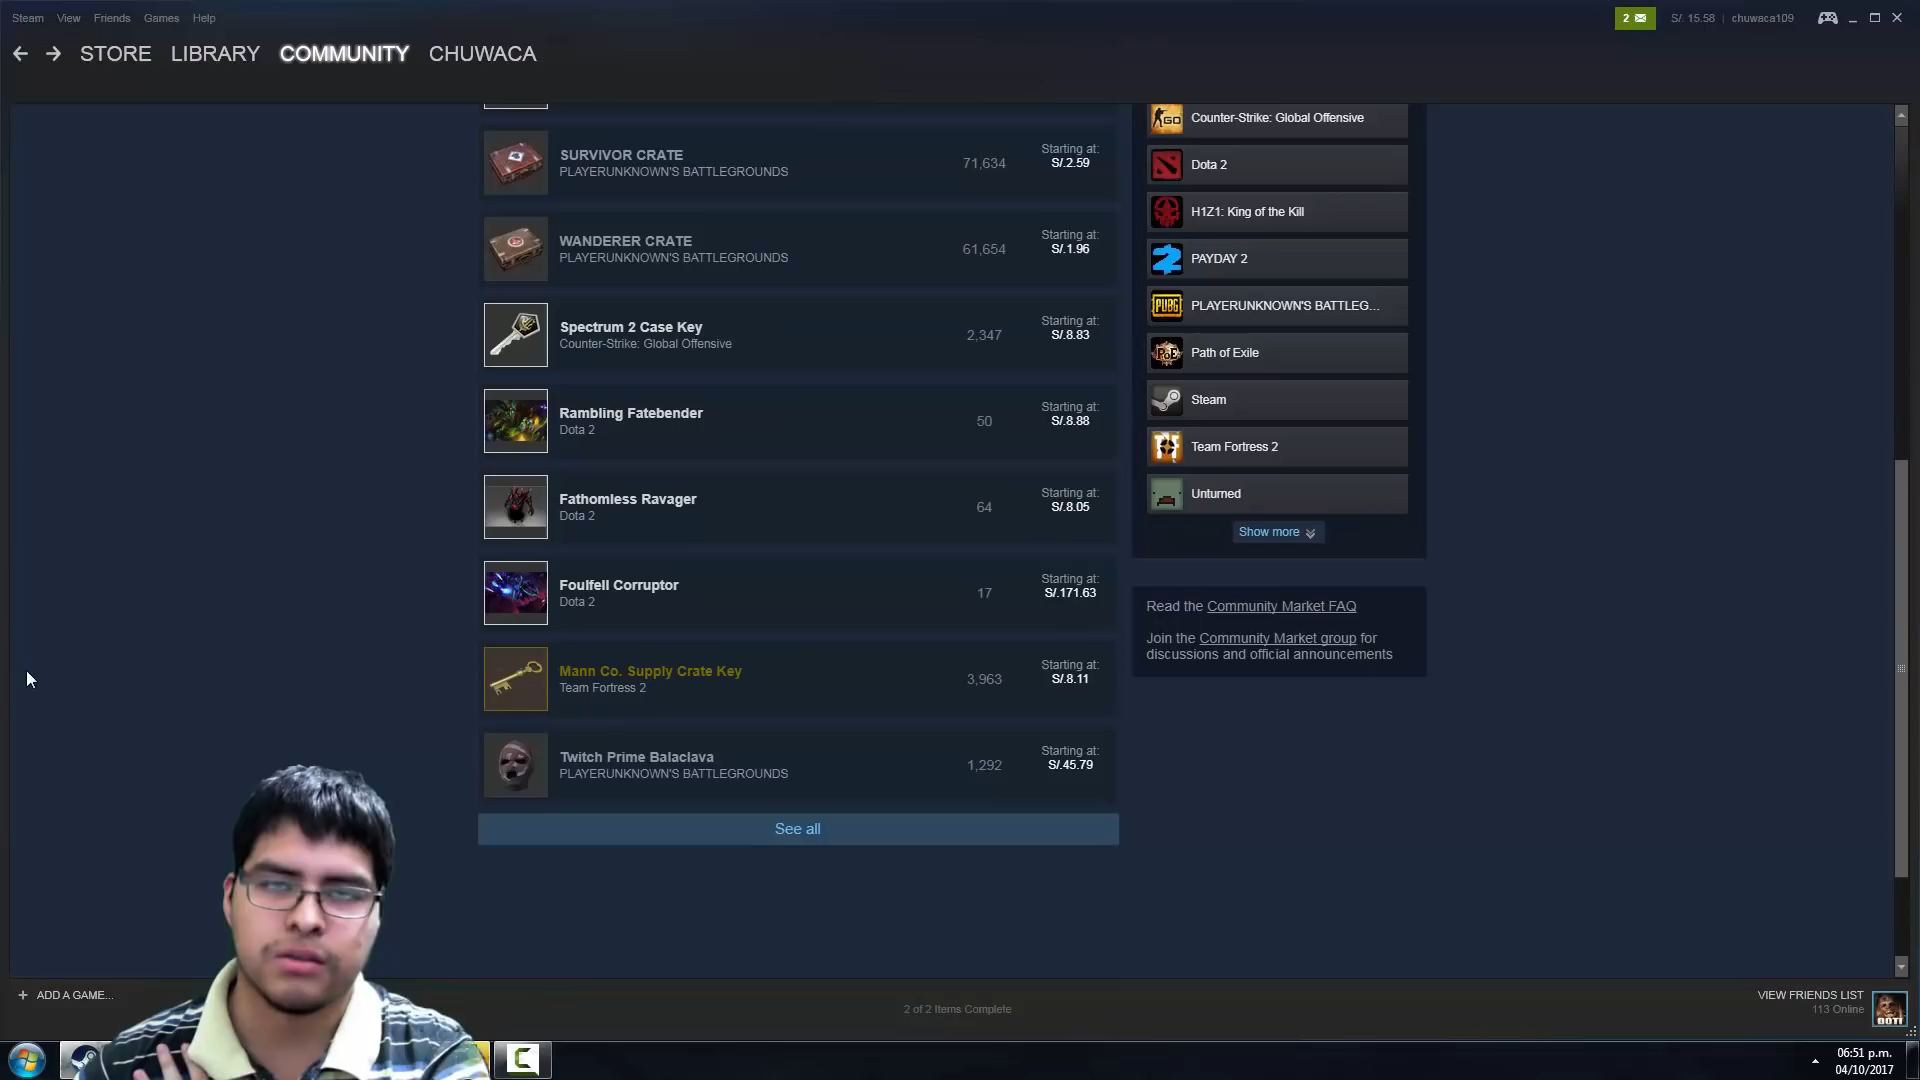 Steam View Friends Games Help
2 S/. 15.58 | chuwaca109
STORE LIBRARY COMMUNITY CHUWACA
SURVIVOR CRATE
PLAYERUNKNOWN'S BATTLEGROUNDS
71,634
Starting at:
S/.2.59
WANDERER CRATE
PLAYERUNKNOWN'S BATTLEGROUNDS
61,654
Starting at:
S/.1.96
Spectrum 2 Case Key
Counter-Strike: Global Offensive
2,347
Starting at:
S/.8.83
Rambling Fatebender
Dota 2
50
Starting at:
S/.8.88
Fathomless Ravager
Dota 2
64
Starting at:
S/.8.05
Foulfell Corruptor
Dota 2
17
Starting at:
S/.171.63
Mann Co. Supply Crate Key
Team Fortress 2
3,963
Starting at:
S/.8.11
Twitch Prime Balaclava
PLAYERUNKNOWN'S BATTLEGROUNDS
1,292
Starting at:
S/.45.79
See all
GO
Counter-Strike: Global Offensive
Dota 2
H1Z1: King of the Kill
PAYDAY 2
PUBG
PLAYERUNKNOWN'S BATTLEG...
PoE
Path of Exile
Steam
Team Fortress 2
Unturned
Show more
Read the Community Market FAQ
Join the Community Market group for
discussions and official announcements
+ ADD A GAME...
2 of 2 Items Complete
VIEW FRIENDS LIST
113 Online
06:51 p.m.
04/10/2017